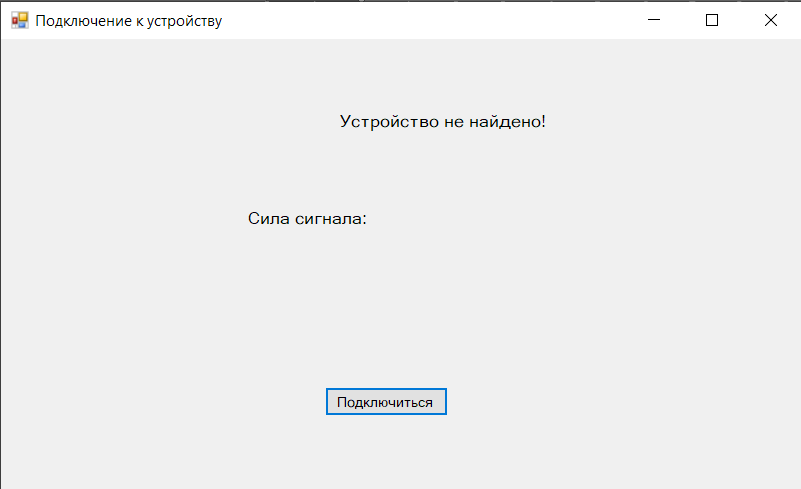 Подключение к устройству
Устройство не найдено!
Сила сигнала:
Подключиться